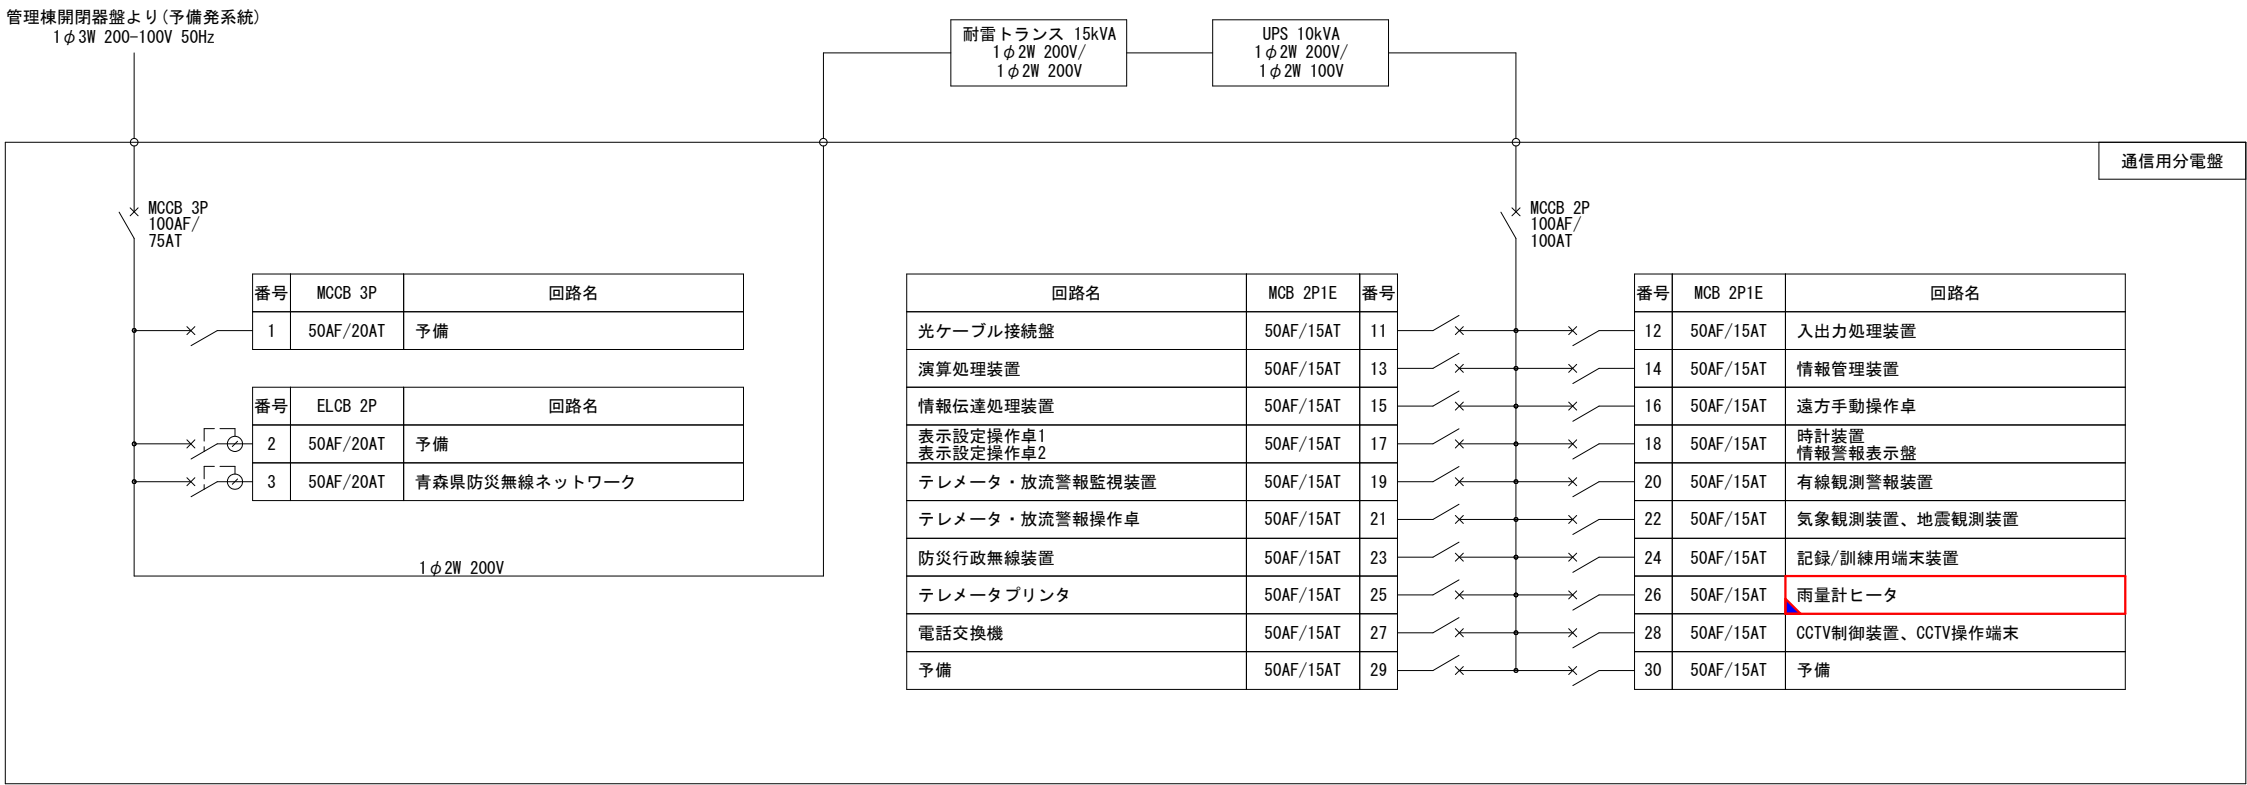 管理棟開閉器盤より(予備発系統)
1φ3W 200-100V 50Hz
耐雷トランス 15kVA
1φ2W 200V/
1φ2W 200V
UPS 10kVA
1φ2W 200V/
1φ2W 100V
通信用分電盤
MCCB 3P
100AF/
75AT
MCCB 2P
100AF/
100AT
番号 MCCB 3P 回路名
1 50AF/20AT 予備
番号 ELCB 2P 回路名
2 50AF/20AT 予備
3 50AF/20AT 青森県防災無線ネットワーク
1φ2W 200V
回路名 MCB 2P1E 番号
光ケーブル接続盤 50AF/15AT 11
演算処理装置 50AF/15AT 13
情報伝達処理装置 50AF/15AT 15
表示設定操作卓1
表示設定操作卓2
50AF/15AT 17
テレメータ・放流警報監視装置 50AF/15AT 19
テレメータ・放流警報操作卓 50AF/15AT 21
防災行政無線装置 50AF/15AT 23
テレメータプリンタ 50AF/15AT 25
電話交換機 50AF/15AT 27
予備 50AF/15AT 29
番号 MCB 2P1E 回路名
12 50AF/15AT 入出力処理装置
14 50AF/15AT 情報管理装置
16 50AF/15AT 遠方手動操作卓
18 50AF/15AT 時計装置
情報警報表示盤
20 50AF/15AT 有線観測警報装置
22 50AF/15AT 気象観測装置、地震観測装置
24 50AF/15AT 記録/訓練用端末装置
26 50AF/15AT 雨量計ヒータ
28 50AF/15AT CCTV制御装置、CCTV操作端末
30 50AF/15AT 予備